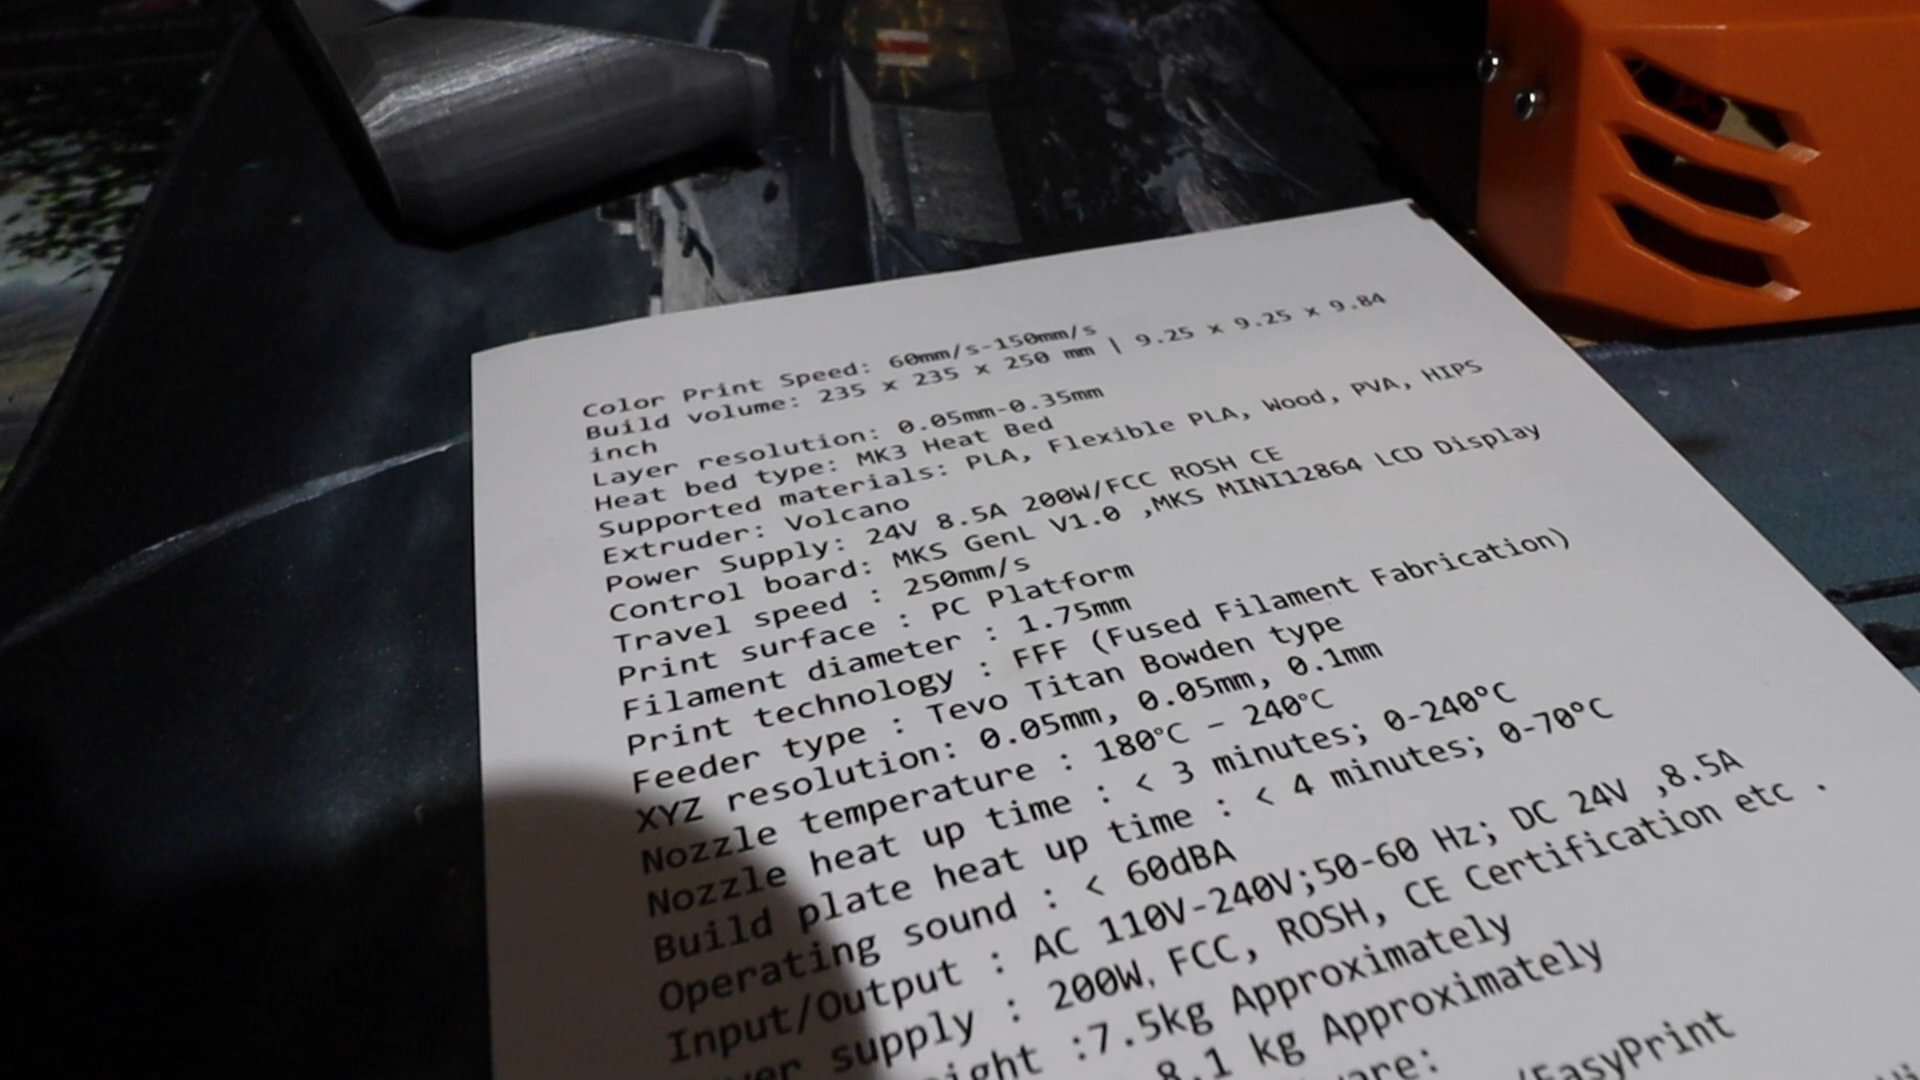 Color Print Speed: 60mm/s-150mm/s
Build volume: 235 x 235 x 250 mm | 9.25 x 9.25 x 9.84
inch
Layer resolution: 0.05mm-0.35mm
Heat bed type: MK3 Heat Bed
Supported materials: PLA, Flexible PLA, Wood, PVA, HIPS
Extruder: Volcano
Power Supply: 24V 8.5A 200W/FCC ROSH CE
Control board: MKS GenL V1.0 ,MKS MINI12864 LCD Display
Travel speed : 250mm/s
Print surface : PC Platform
Filament diameter : 1.75mm
Print technology : FFF (Fused Filament Fabrication)
Feeder type : Tevo Titan Bowden type
XYZ resolution: 0.05mm, 0.05mm, 0.1mm
Nozzle temperature : 180℃ – 240℃
Nozzle heat up time : < 3 minutes; 0-240°C
Build plate heat up time : < 4 minutes; 0-70°C
Operating sound : < 60dBA
Input/Output : AC 110V-240V;50-60 Hz; DC 24V ,8.5A
supply : 200W, FCC, ROSH, CE Certification etc .
:7.5kg Approximately
8.1 kg Approximately
/EasyPrint